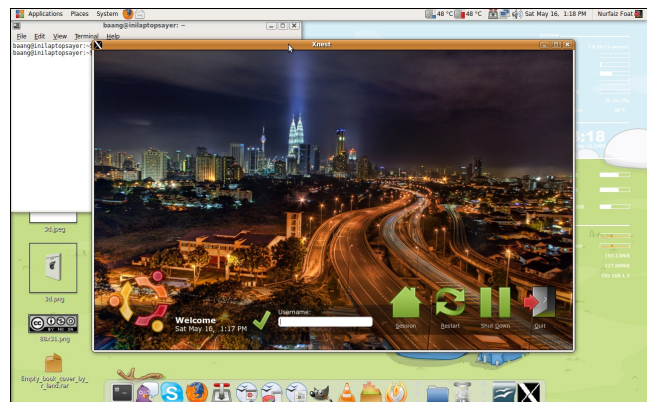 Applications Places System
48 °C 48 °C Sat May 16, 1:18 PM Nurfaiz Foat
baang@inilaptopsayer: ~
File Edit View Terminal Help
baang@inilaptopsayer:~$
baang@inilaptopsayer:~$
Xnest
:18
3d.jpeg
3d.png
88x31.png
Empty_book_cover_by_
r_land.rar
Welcome
Sat May 16, 1:17 PM
Username:
Session
Restart
Shut Down
Quit